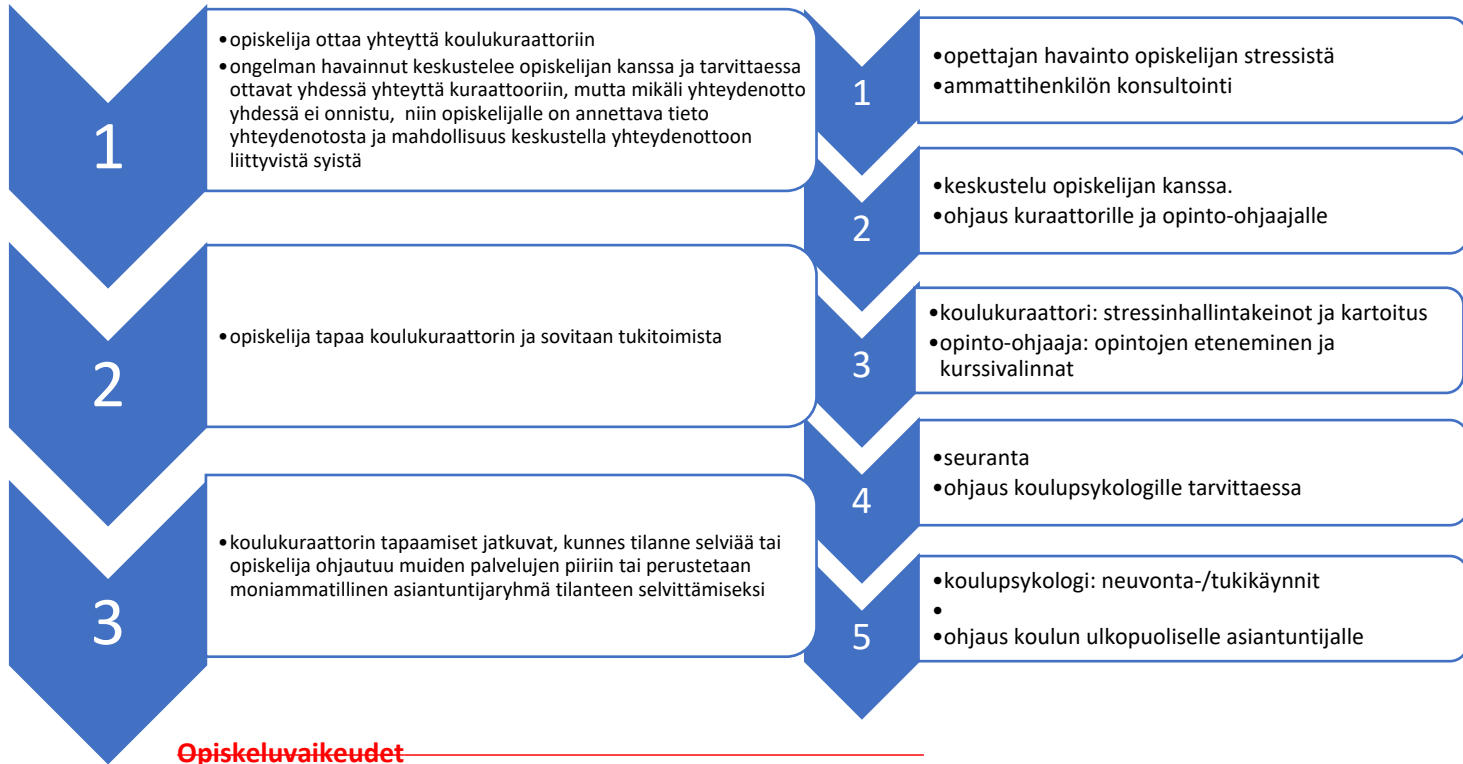 1
•opiskelija ottaa yhteyttä koulukuraattoriin
•ongelman havainnut keskustelee opiskelijan kanssa ja tarvittaessa
ottavat yhdessä yhteyttä kuraattooriin, mutta mikäli yhteydenotto
yhdessä ei onnistu, niin opiskelijalle on annettava tieto
yhteydenotosta ja mahdollisuus keskustella yhteydenottoon
liittyvistä syistä
2
•opiskelija tapaa koulukuraattorin ja sovitaan tukitoimista
3
•koulukuraattorin tapaamiset jatkuvat, kunnes tilanne selviää tai
opiskelija ohjautuu muiden palvelujen piiriin tai perustetaan
moniammatillinen asiantuntijaryhmä tilanteen selvittämiseksi
1
•opettajan havainto opiskelijan stressistä
•ammattihenkilön konsultointi
2
•keskustelu opiskelijan kanssa.
•ohjaus kuraattorille ja opinto-ohjaajalle
3
•koulukuraattori: stressinhallintakeinot ja kartoitus
•opinto-ohjaaja: opintojen eteneminen ja
kurssivalinnat
4
•seuranta
•ohjaus koulupsykologille tarvittaessa
5
•koulupsykologi: neuvonta-/tukikäynnit
•
•ohjaus koulun ulkopuoliselle asiantuntijalle
Opiskeluvaikeudet